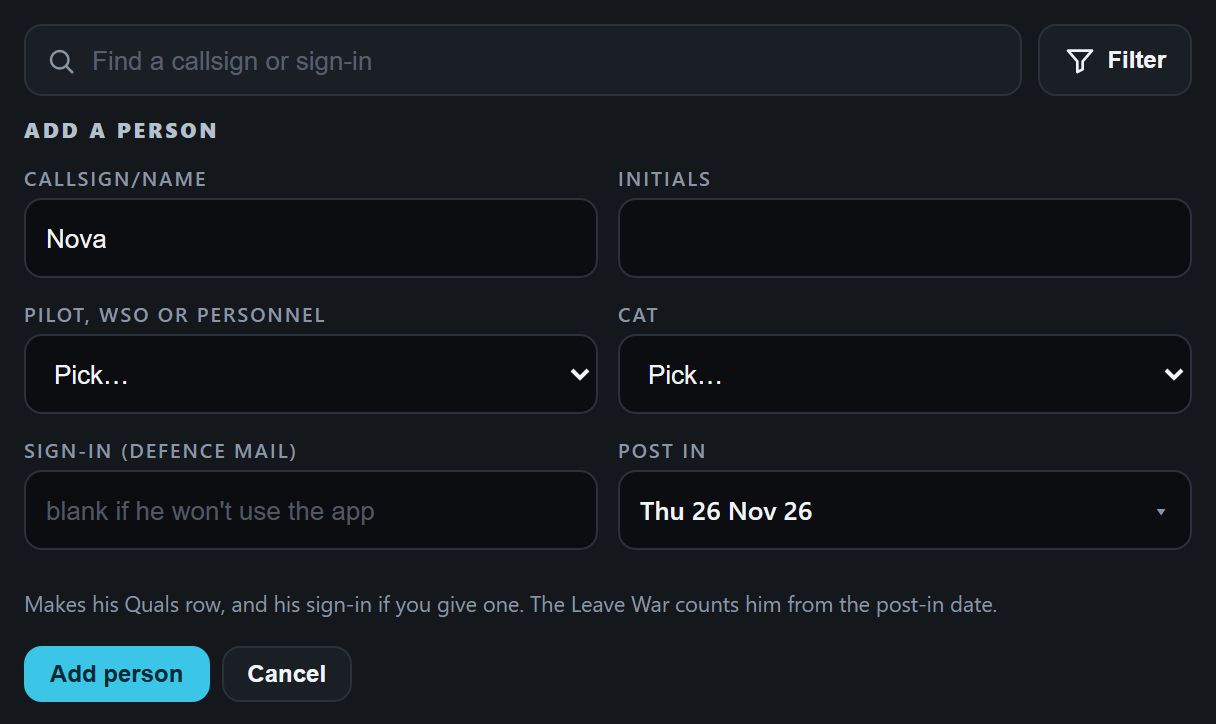 Find a callsign or sign-in
Filter
ADD A PERSON
CALLSIGN/NAME
INITIALS
Nova
PILOT, WSO OR PERSONNEL
CAT
Pick…
Pick…
SIGN-IN (DEFENCE MAIL)
POST IN
blank if he won't use the app
Thu 26 Nov 26
Makes his Quals row, and his sign-in if you give one. The Leave War counts him from the post-in date.
Add person
Cancel